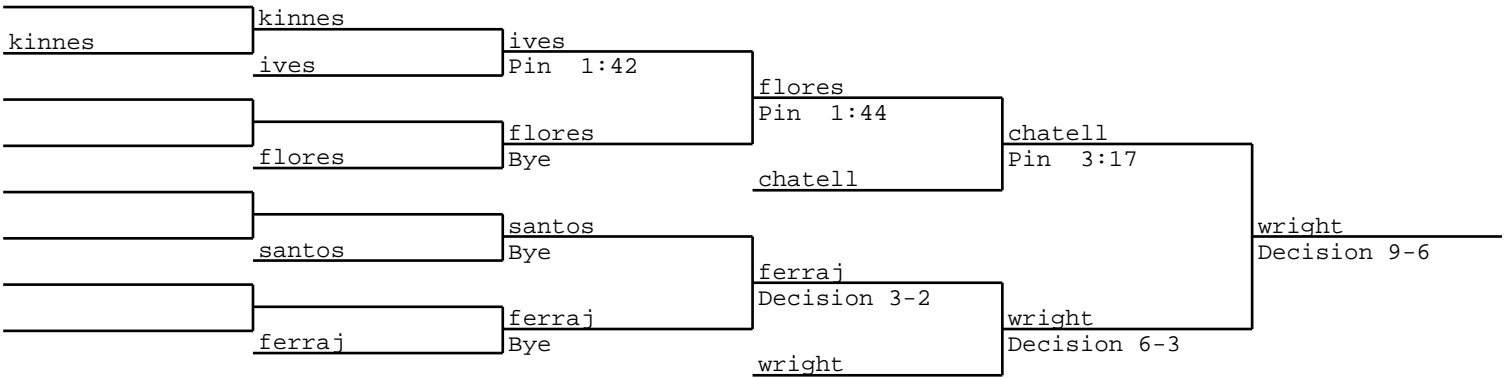 kinnes
kinnes
ives
ives
Pin 1:42
flores
flores
Bye
flores
Pin 1:44
chatell
chatell
Pin 3:17
santos
santos
Bye
ferraj
ferraj
Bye
ferraj
Decision 3-2
wright
wright
Decision 6-3
wright
Decision 9-6